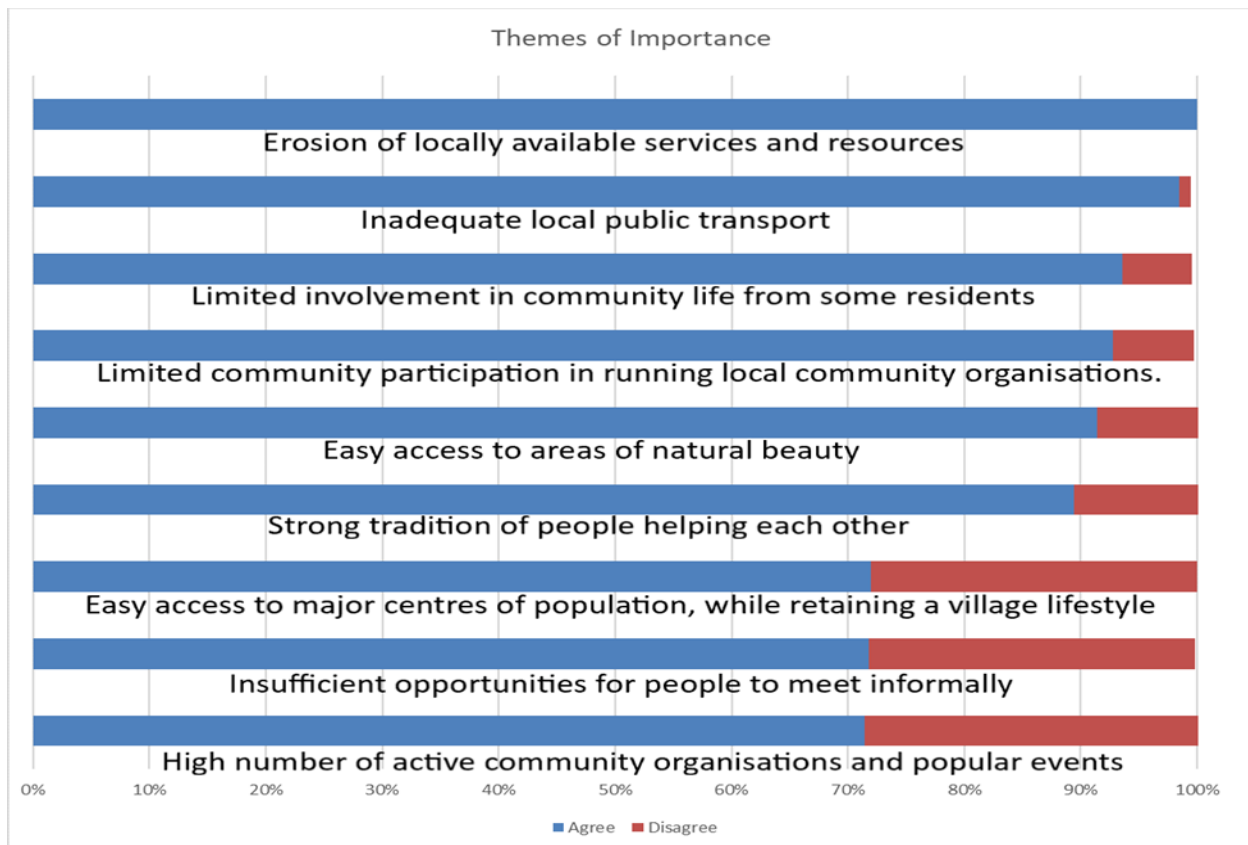 Themes of Importance
Erosion of locally available services and resources
Inadequate local public transport
Limited involvement in community life from some residents
Limited community participation in running local community organisations.
Easy access to areas of natural beauty
Strong tradition of people helping each other
Easy access to major centres of population, while retaining a village lifestyle
Insufficient opportunities for people to meet informally
High number of active community organisations and popular events
0% 10% 20% 30% 40% 50% 60% 70% 80% 90% 100%
Agree Disagree